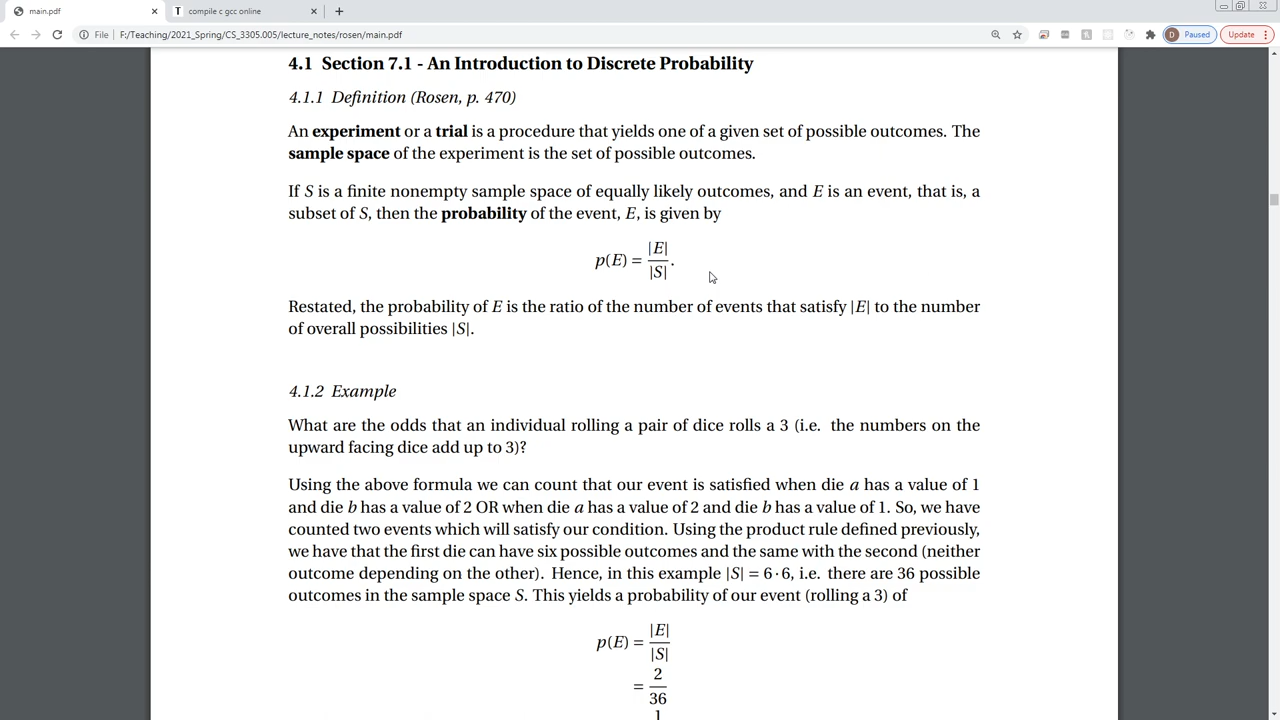 main.pdf
compile c gcc online
File | F:/Teaching/2021_Spring/CS_3305.005/lecture_notes/rosen/main.pdf
D Paused
Update
4.1 Section 7.1 - An Introduction to Discrete Probability
4.1.1 Definition (Rosen, p. 470)
An experiment or a trial is a procedure that yields one of a given set of possible outcomes. The
sample space of the experiment is the set of possible outcomes.
If S is a finite nonempty sample space of equally likely outcomes, and E is an event, that is, a
subset of S, then the probability of the event, E, is given by
p(E) = |E| / |S| .
Restated, the probability of E is the ratio of the number of events that satisfy |E| to the number
of overall possibilities |S|.
4.1.2 Example
What are the odds that an individual rolling a pair of dice rolls a 3 (i.e. the numbers on the
upward facing dice add up to 3)?
Using the above formula we can count that our event is satisfied when die a has a value of 1
and die b has a value of 2 OR when die a has a value of 2 and die b has a value of 1. So, we have
counted two events which will satisfy our condition. Using the product rule defined previously,
we have that the first die can have six possible outcomes and the same with the second (neither
outcome depending on the other). Hence, in this example |S| = 6 · 6, i.e. there are 36 possible
outcomes in the sample space S. This yields a probability of our event (rolling a 3) of
p(E) = |E| / |S|
= 2 / 36
1